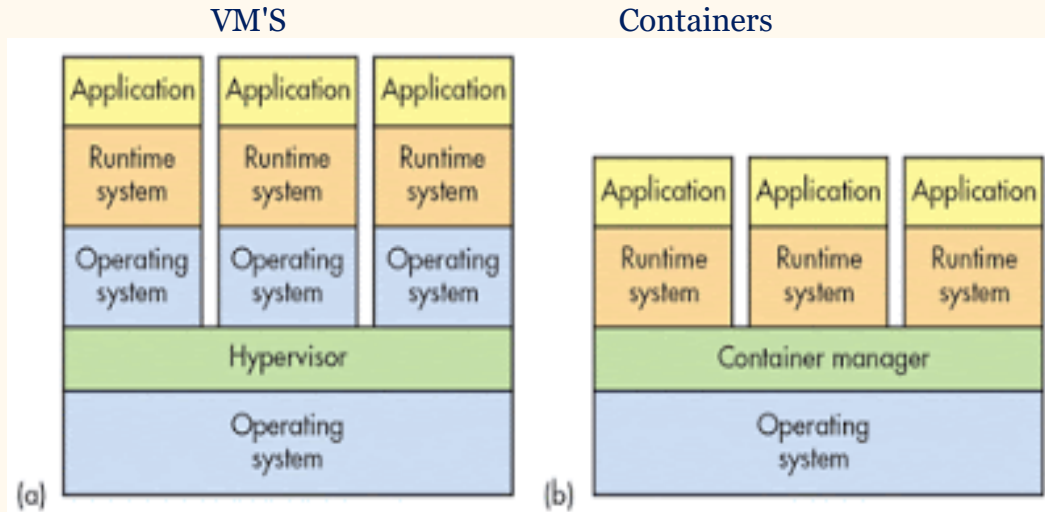 VM'S
Containers
Application
Application
Application
Runtime
system
Runtime
system
Runtime
system
Operating
system
Operating
system
Operating
system
Hypervisor
Operating
system
(a)
Application
Application
Application
Runtime
system
Runtime
system
Runtime
system
Container manager
Operating
system
(b)